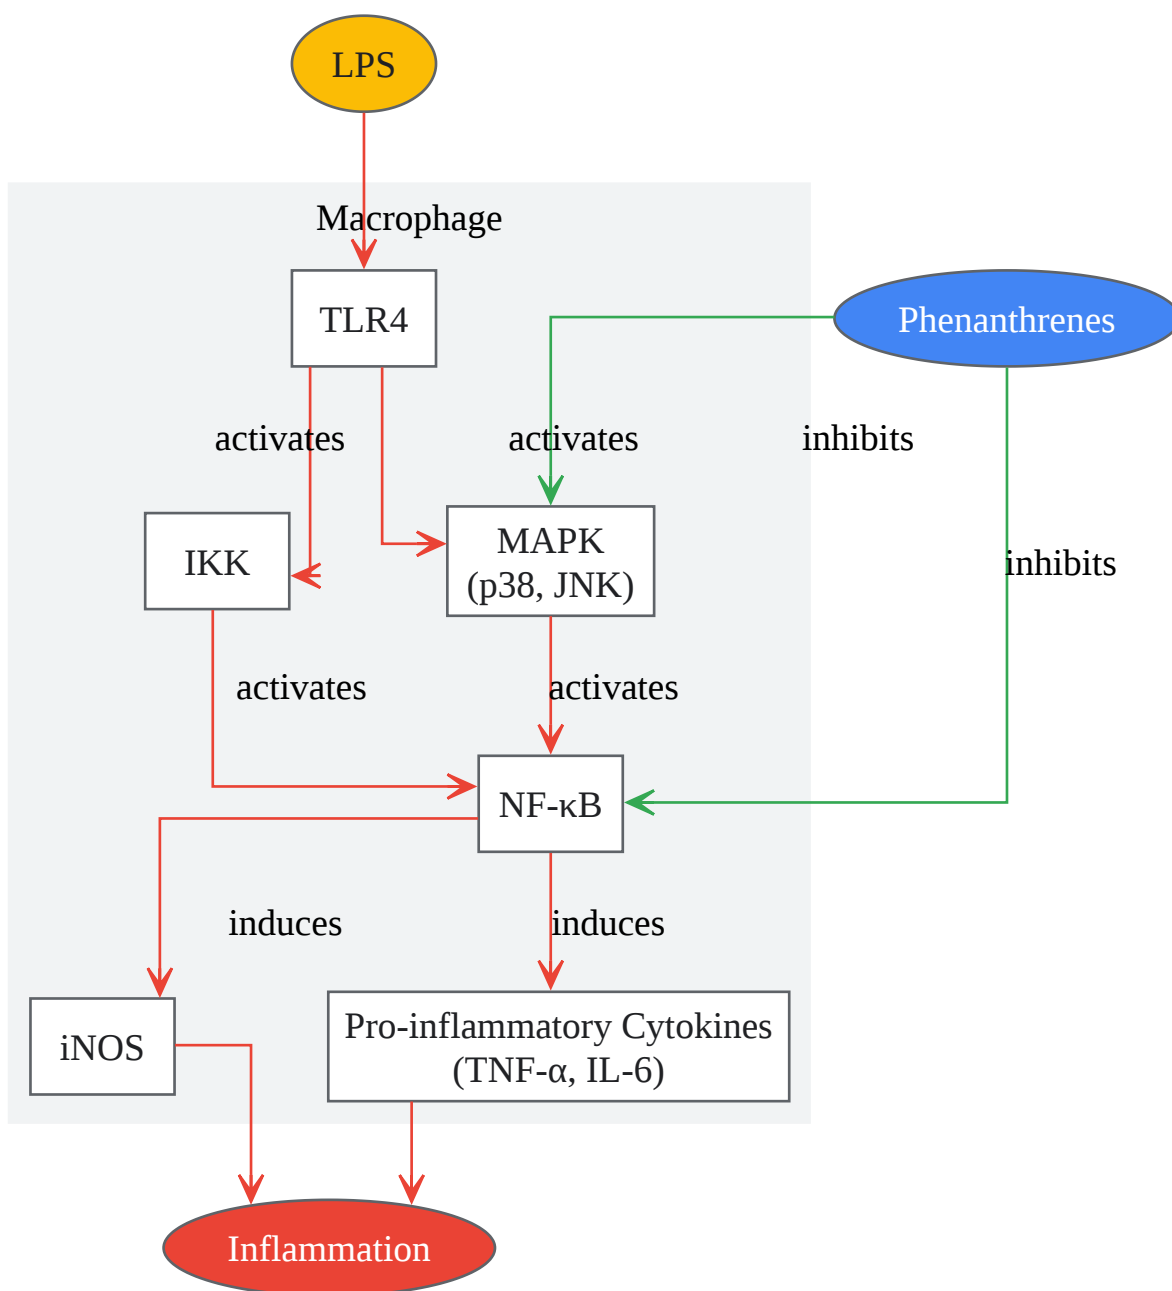 LPS
Macrophage
TLR4
Phenanthrenes
activates
activates
inhibits
IKK
MAPK
(p38, JNK)
inhibits
activates
activates
NF-κB
induces
induces
iNOS
Pro-inflammatory Cytokines
(TNF-α, IL-6)
Inflammation